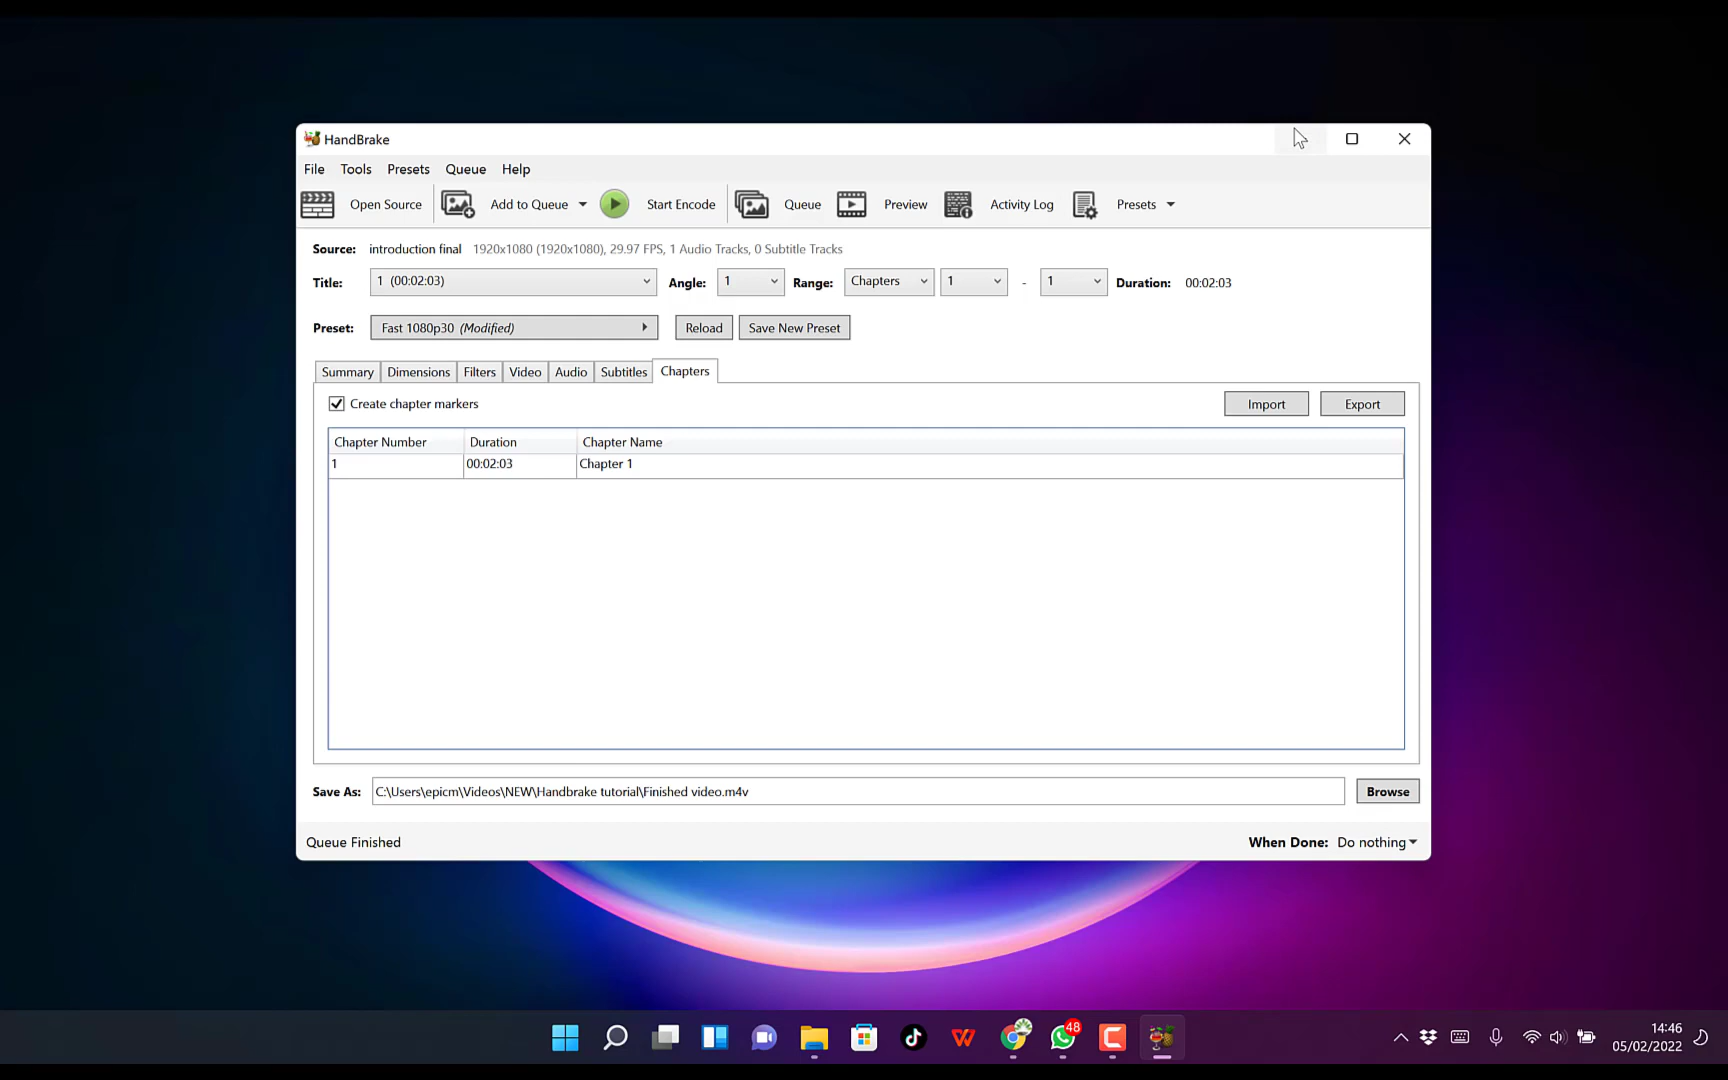 HandBrake
File Tools Presets Queue Help
Open Source Add to Queue Start Encode Queue Preview Activity Log Presets
Source: introduction final 1920x1080 (1920x1080), 29.97 FPS, 1 Audio Tracks, 0 Subtitle Tracks
Title: 1 (00:02:03) Angle: 1 Range: Chapters 1 - 1 Duration: 00:02:03
Preset: Fast 1080p30 (Modified) Reload Save New Preset
Summary Dimensions Filters Video Audio Subtitles Chapters
Create chapter markers Import Export
Chapter Number Duration Chapter Name
1 00:02:03 Chapter 1
Save As: C:\Users\epicm\Videos\NEW\Handbrake tutorial\Finished video.m4v Browse
Queue Finished When Done: Do nothing
48
14:46
05/02/2022